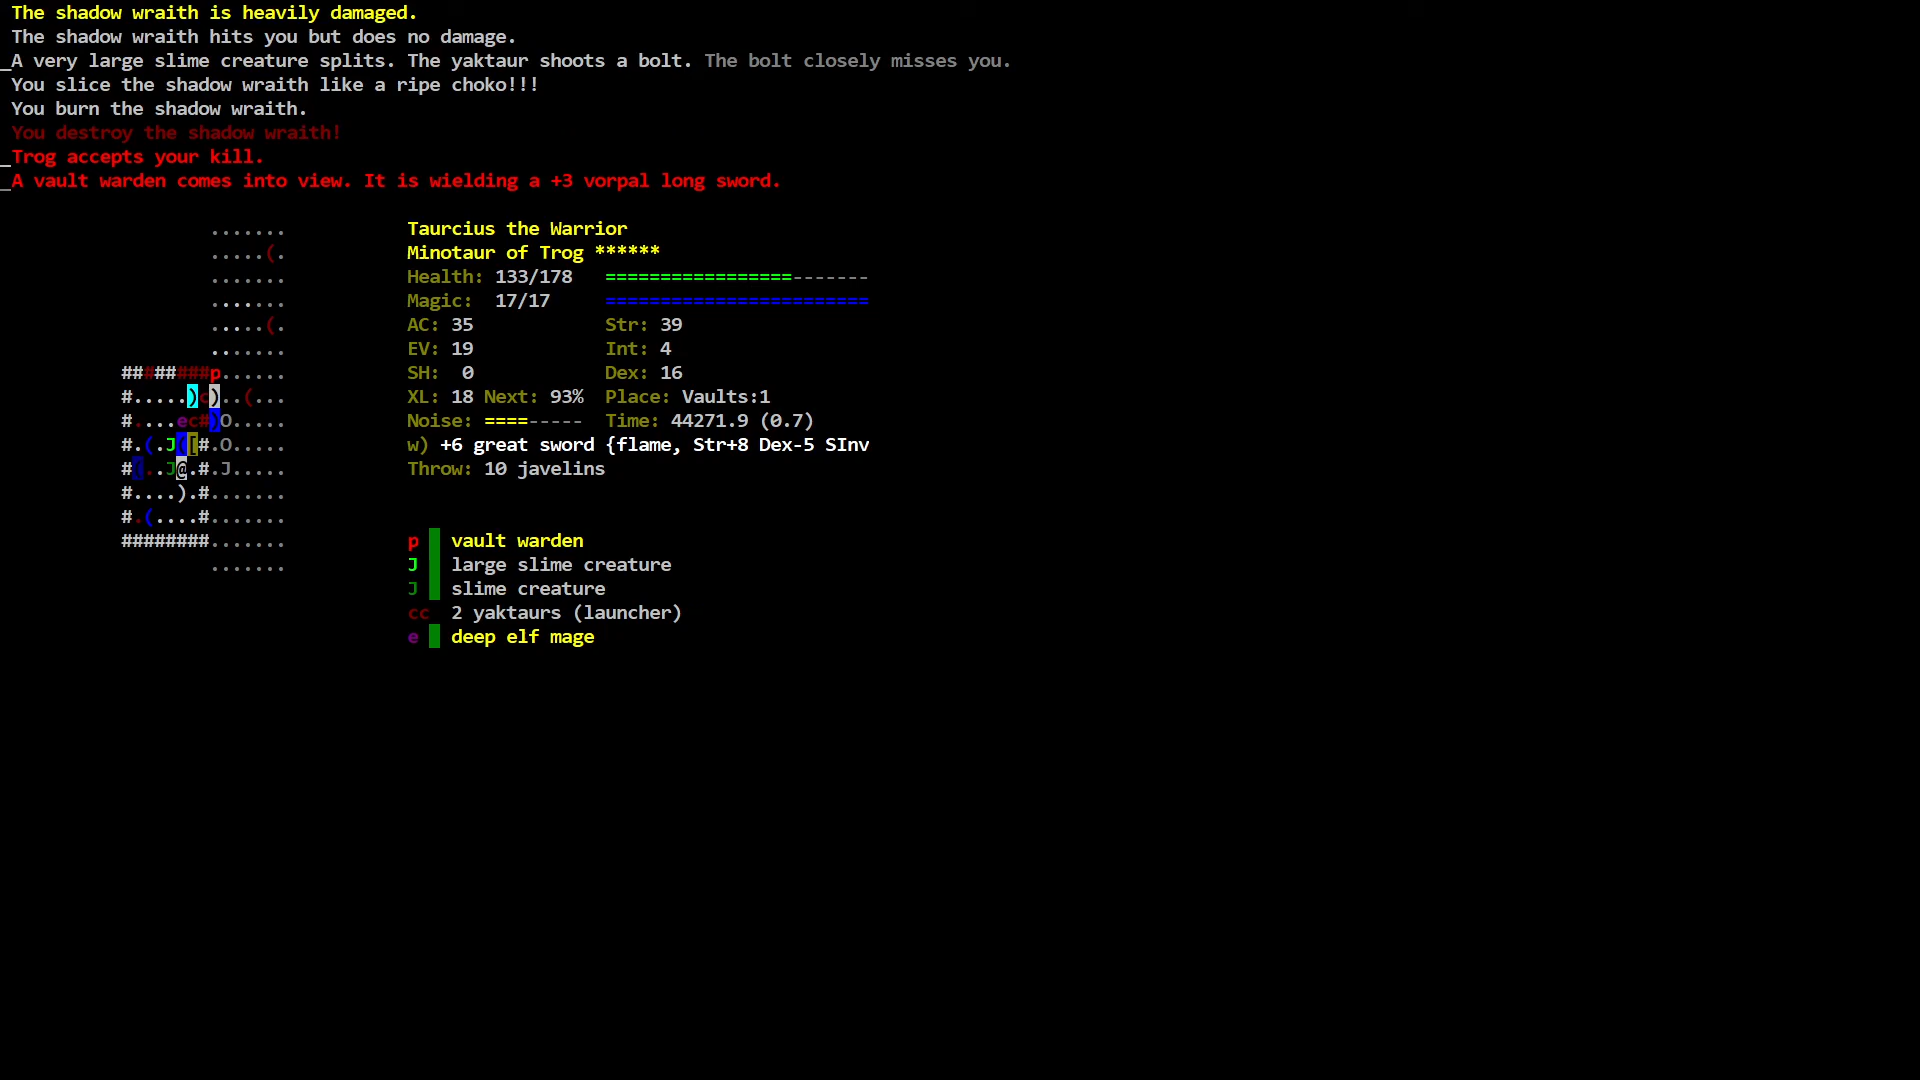 The shadow wraith is heavily damaged.
The shadow wraith hits you but does no damage.
_A very large slime creature splits. The yaktaur shoots a bolt. The bolt closely misses you.
You slice the shadow wraith like a ripe choko!!!
You burn the shadow wraith.
You destroy the shadow wraith!
_Trog accepts your kill.
_A vault warden comes into view. It is wielding a +3 vorpal long sword.
.......
Taurcius the Warrior
.....(.
Minotaur of Trog ******
.......
Health: 133/178 =================-------
.......
Magic: 17/17 ========================
.....(.
AC: 35 Str: 39
.......
EV: 19 Int: 4
########p......
SH: 0 Dex: 16
#.....)c)..(...
XL: 18 Next: 93% Place: Vaults:1
#.....ec#)O.....
Noise: ====----- Time: 44271.9 (0.7)
#.(.J([#.O.....
w) +6 great sword {flame, Str+8 Dex-5 SInv
#(..J@.#.J.....
Throw: 10 javelins
#....).#.......
#.(....#.......
########.......
p vault warden
.......
J large slime creature
J slime creature
cc 2 yaktaurs (launcher)
e deep elf mage